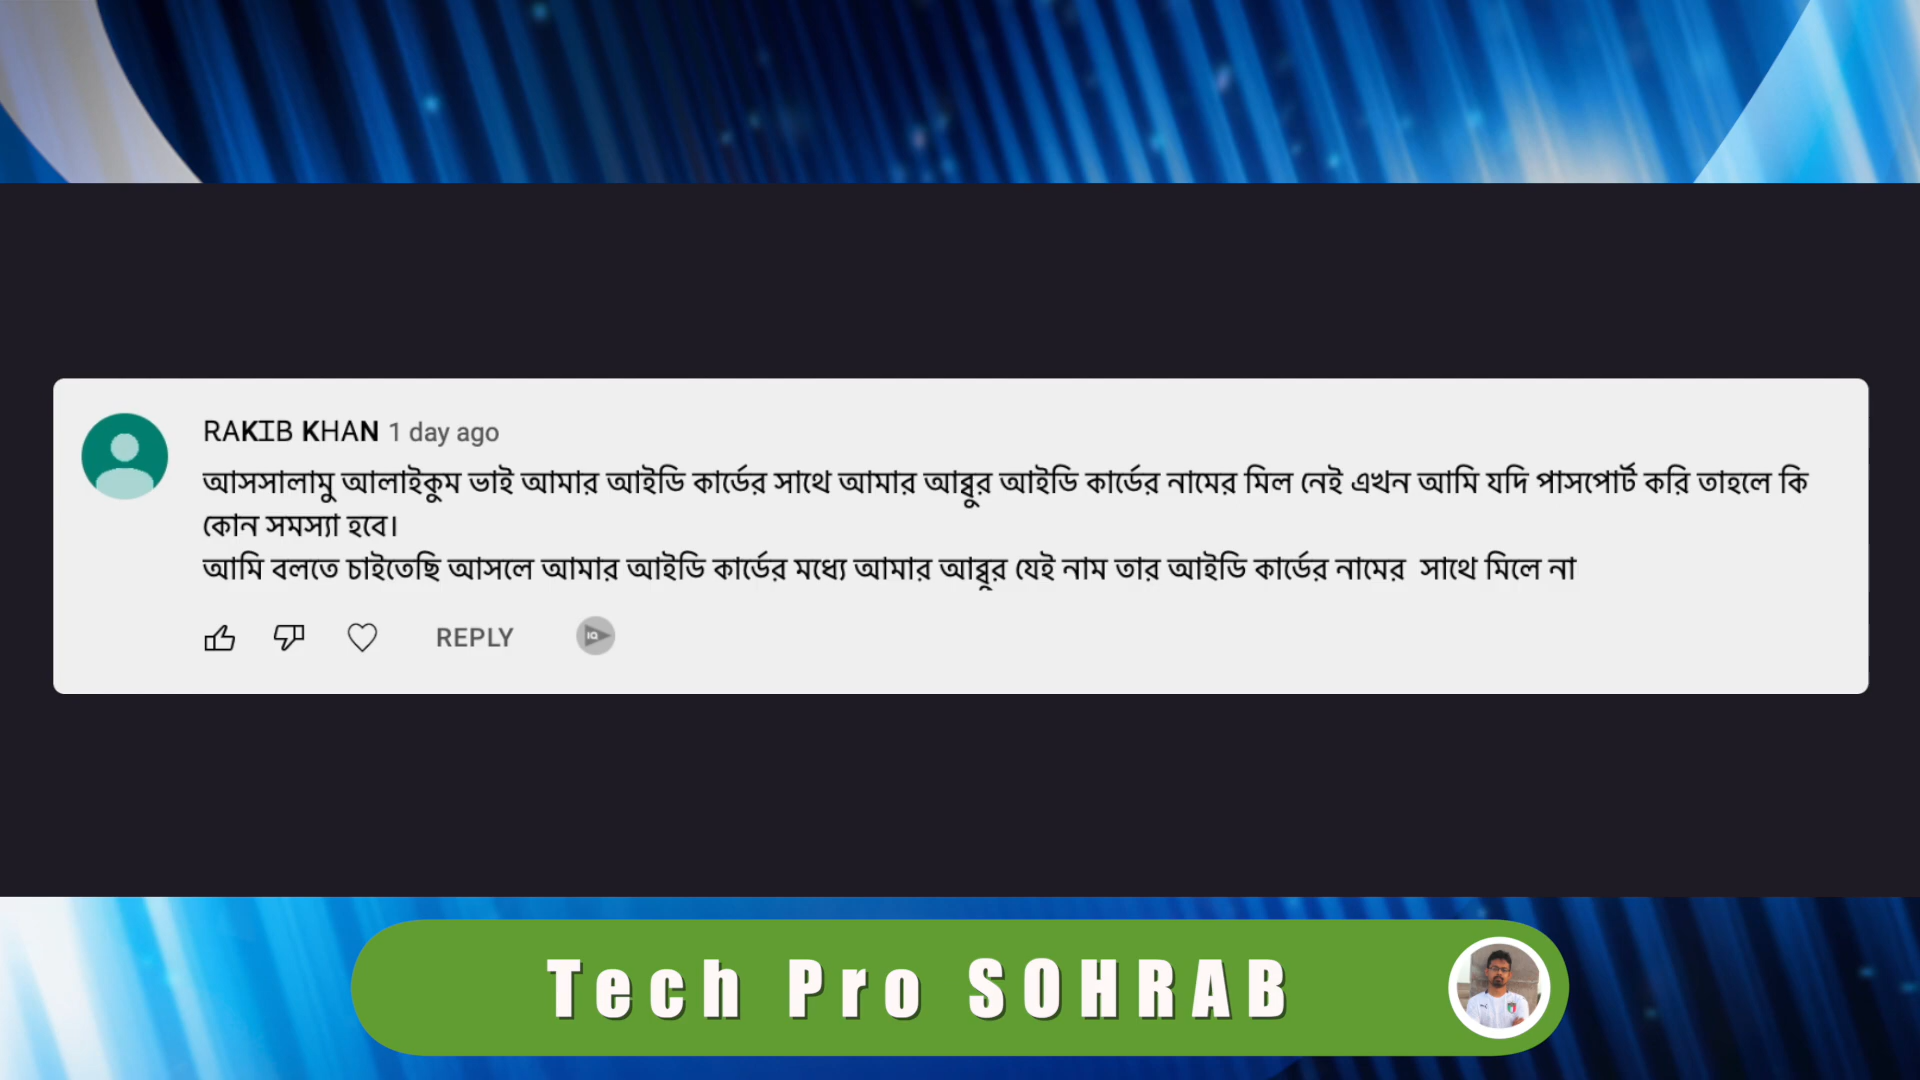 RAKIB KHAN 1 day ago
আসসালামু আলাইকুম ভাই আমার আইডি কার্ডের সাথে আমার আব্বুর আইডি কার্ডের নামের মিল নেই এখন আমি যদি পাসপোর্ট করি তাহলে কি
কোন সমস্যা হবে।
আমি বলতে চাইতেছি আসলে আমার আইডি কার্ডের মধ্যে আমার আব্বুর যেই নাম তার আইডি কার্ডের নামের সাথে মিলে না
REPLY
IQ
Tech Pro SOHRAB